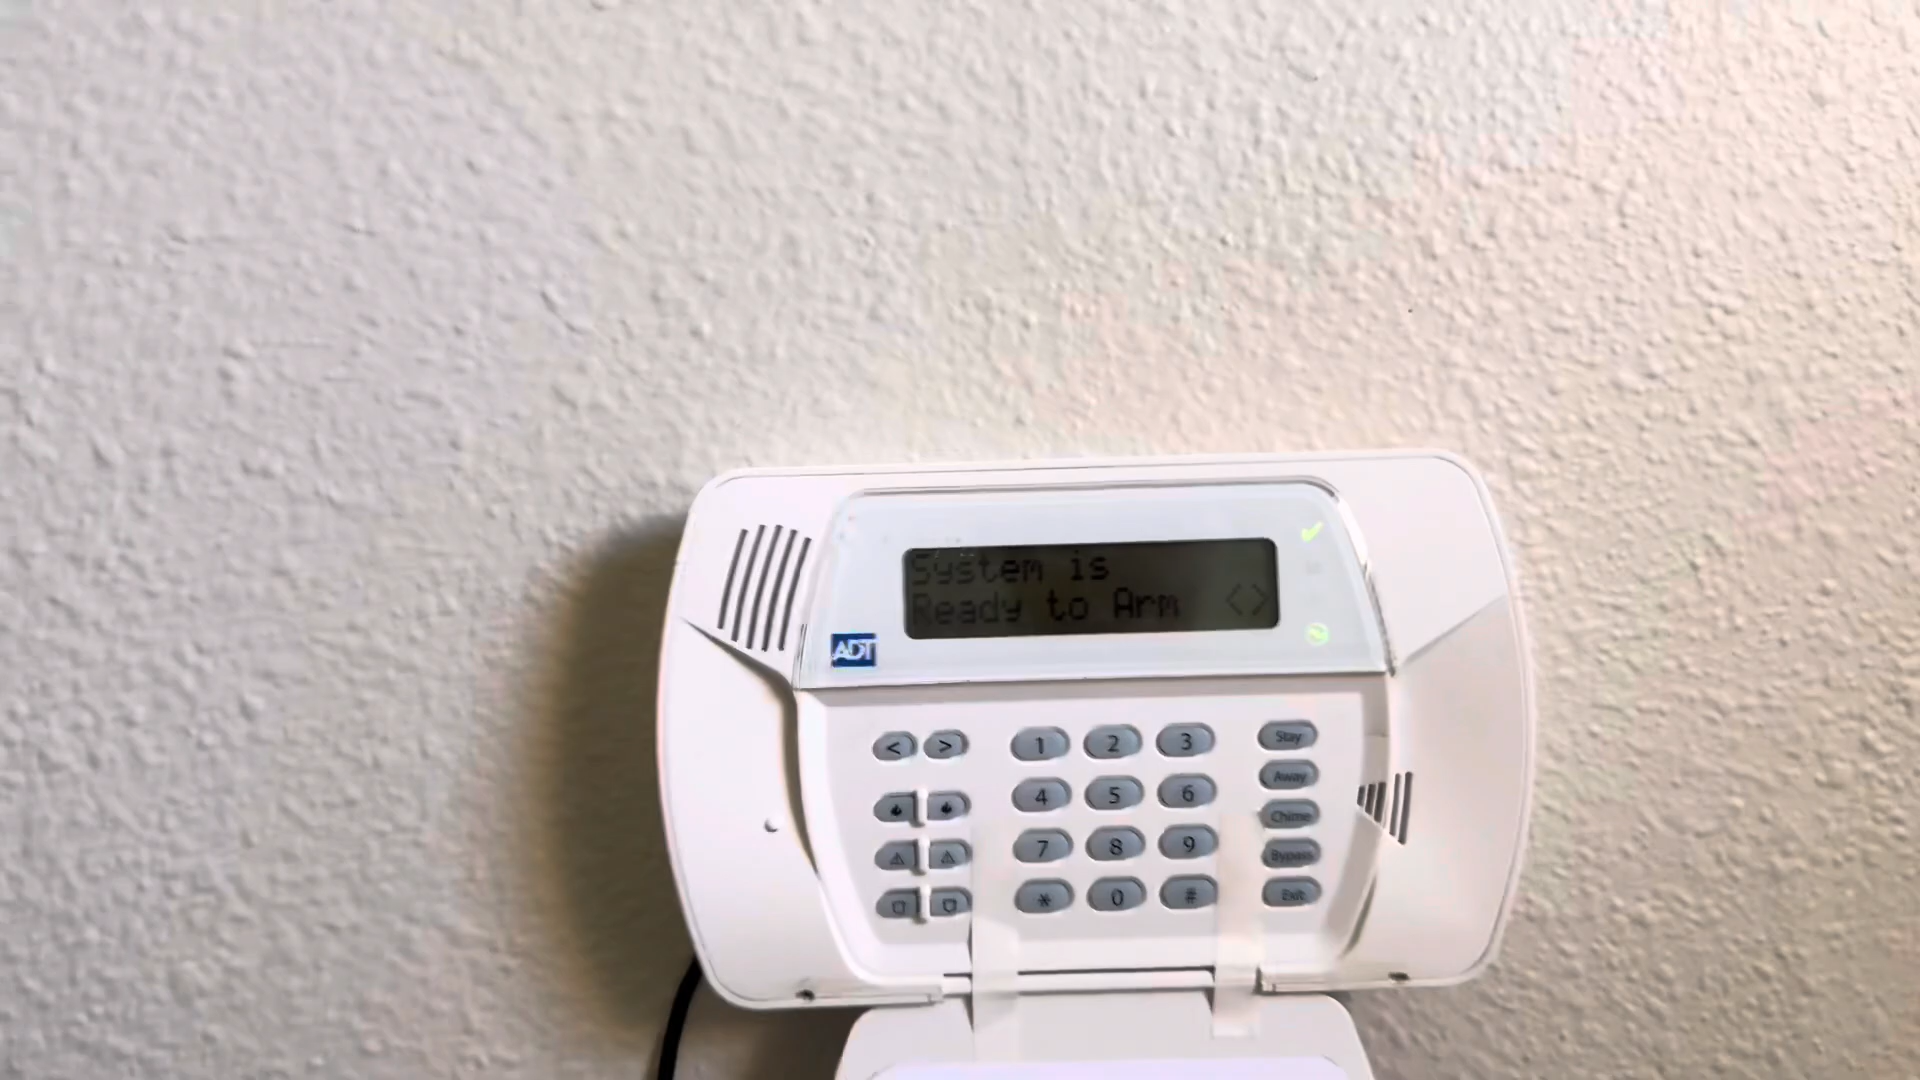 System is
Ready to Arm <>
ADT
< > 1 2 3 Stay
Away
4 5 6
Chime
7 8 9
Bypass
* 0 # Exit